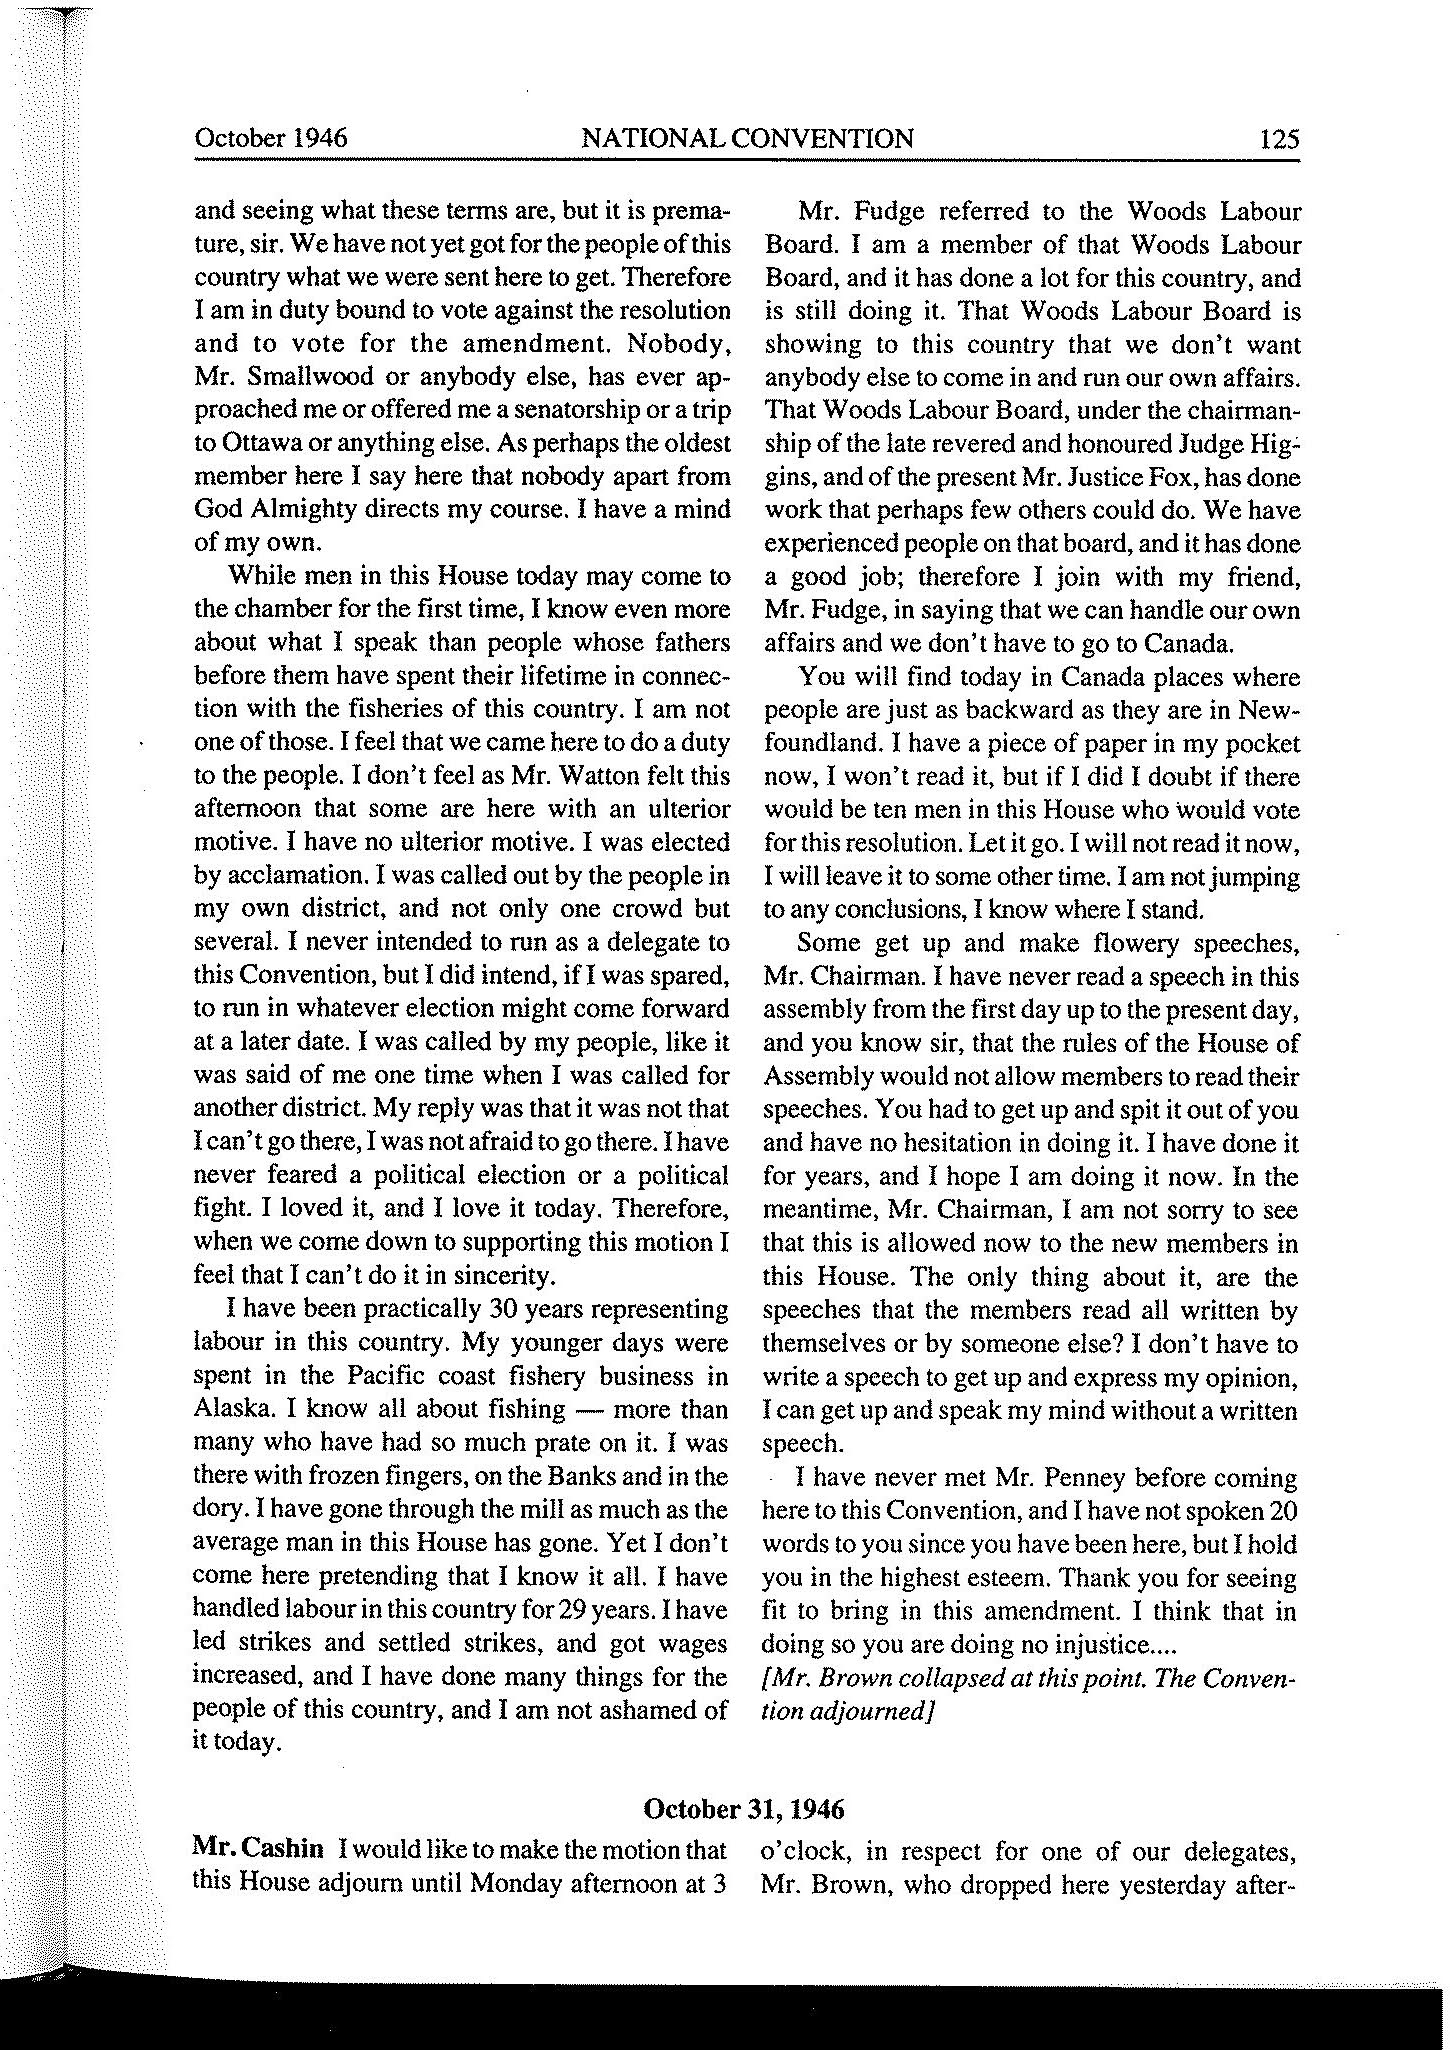 October 1946
NATIONAL CONVENTION
125
and seeing what these terms are, but it is prema-
ture, sir. We have not yet got for the people of this
country what we were sent here to get. Therefore
I am in duty bound to vote against the resolution
and to vote for the amendment. Nobody,
Mr. Smallwood or anybody else, has ever ap-
proached me or offered me a senatorship or a trip
to Ottawa or anything else. As perhaps the oldest
member here I say here that nobody apart from
God Almighty directs my course. I have a mind
of my own.
While men in this House today may come to
the chamber for the first time, I know even more
about what I speak than people whose fathers
before them have spent their lifetime in connec-
tion with the fisheries of this country. I am not
one of those. I feel that we came here to do a duty
to the people. I don't feel as Mr. Watton felt this
afternoon that some are here with an ulterior
motive. I have no ulterior motive. I was elected
by acclamation. I was called out by the people in
my own district, and not only one crowd but
several. I never intended to run as a delegate to
this Convention, but I did intend, if I was spared,
to run in whatever election might come forward
at a later date. I was called by my people, like it
was said of me one time when I was called for
another district. My reply was that it was not that
I can't go there, I was not afraid to go there. I have
never feared a political election or a political
fight. I loved it, and I love it today. Therefore,
when we come down to supporting this motion I
feel that I can't do it in sincerity.
I have been practically 30 years representing
labour in this country. My younger days were
spent in the Pacific coast fishery business in
Alaska. I know all about fishing — more than
many who have had so much prate on it. I was
there with frozen fingers, on the Banks and in the
dory. I have gone through the mill as much as the
average man in this House has gone. Yet I don't
come here pretending that I know it all. I have
handled labour in this country for 29 years. I have
led strikes and settled strikes, and got wages
increased, and I have done many things for the
people of this country, and I am not ashamed of
it today.
Mr. Fudge referred to the Woods Labour
Board. I am a member of that Woods Labour
Board, and it has done a lot for this country, and
is still doing it. That Woods Labour Board is
showing to this country that we don't want
anybody else to come in and run our own affairs.
That Woods Labour Board, under the chairman-
ship of the late revered and honoured Judge Hig-
gins, and of the present Mr. Justice Fox, has done
work that perhaps few others could do. We have
experienced people on that board, and it has done
a good job; therefore I join with my friend,
Mr. Fudge, in saying that we can handle our own
affairs and we don't have to go to Canada.
You will find today in Canada places where
people are just as backward as they are in New-
foundland. I have a piece of paper in my pocket
now, I won't read it, but if I did I doubt if there
would be ten men in this House who would vote
for this resolution. Let it go. I will not read it now,
I will leave it to some other time. I am not jumping
to any conclusions, I know where I stand.
Some get up and make flowery speeches,
Mr. Chairman. I have never read a speech in this
assembly from the first day up to the present day,
and you know sir, that the rules of the House of
Assembly would not allow members to read their
speeches. You had to get up and spit it out of you
and have no hesitation in doing it. I have done it
for years, and I hope I am doing it now. In the
meantime, Mr. Chairman, I am not sorry to see
that this is allowed now to the new members in
this House. The only thing about it, are the
speeches that the members read all written by
themselves or by someone else? I don't have to
write a speech to get up and express my opinion,
I can get up and speak my mind without a written
speech.
I have never met Mr. Penney before coming
here to this Convention, and I have not spoken 20
words to you since you have been here, but I hold
you in the highest esteem. Thank you for seeing
fit to bring in this amendment. I think that in
doing so you are doing no injustice....
[Mr. Brown collapsed at this point. The Conven-
tion adjourned]
October 31, 1946
Mr. Cashin I would like to make the motion that
this House adjourn until Monday afternoon at 3
o'clock, in respect for one of our delegates,
Mr. Brown, who dropped here yesterday after-